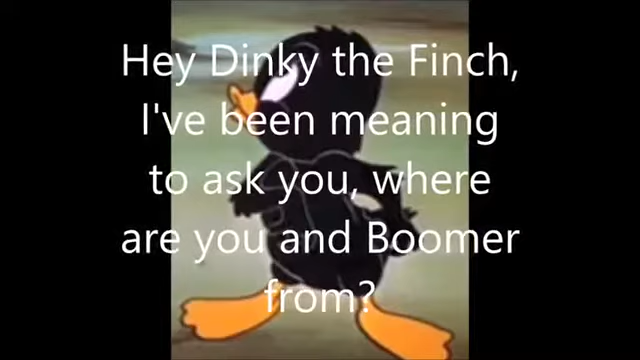 Hey Dinky the Finch,
I've been meaning
to ask you, where
are you and Boomer
from?